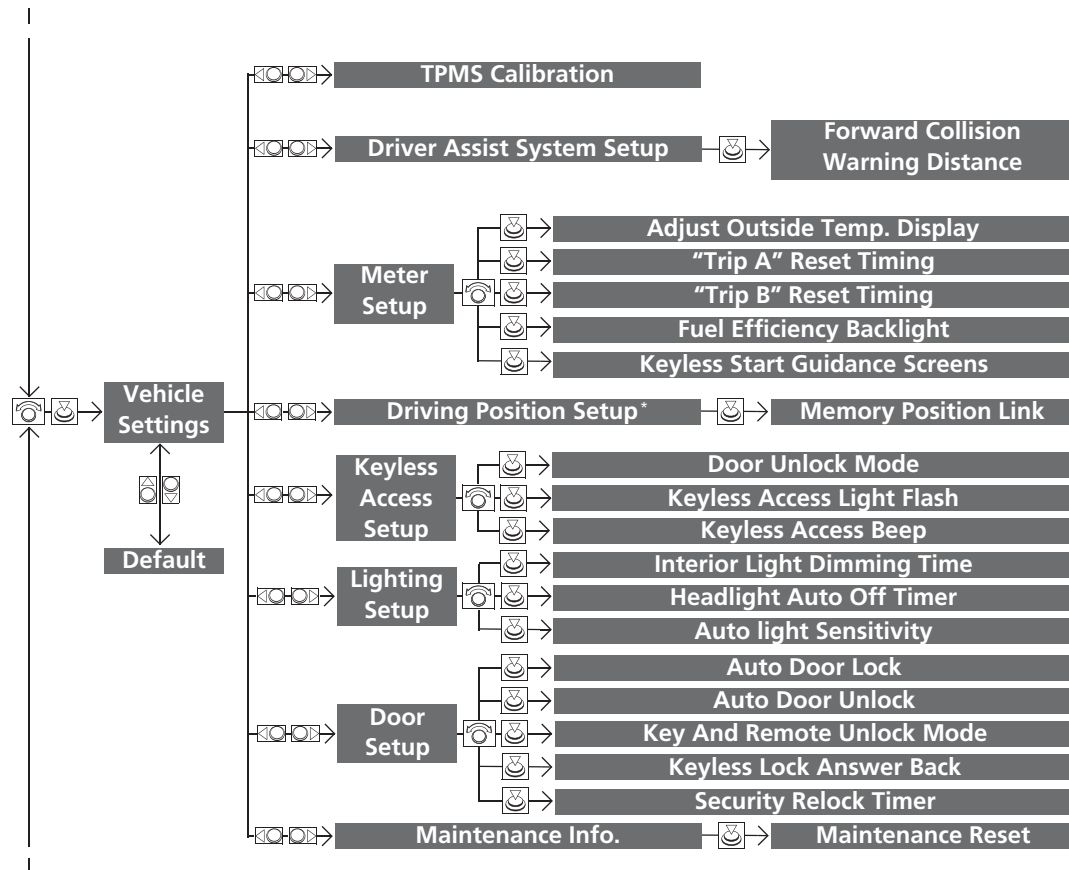 TPMS Calibration
Driver Assist System Setup
Forward Collision
Warning Distance
Meter
Setup
Adjust Outside Temp. Display
“Trip A” Reset Timing
“Trip B” Reset Timing
Fuel Efficiency Backlight
Keyless Start Guidance Screens
Vehicle
Settings
Default
Driving Position Setup*
Memory Position Link
Keyless
Access
Setup
Door Unlock Mode
Keyless Access Light Flash
Keyless Access Beep
Lighting
Setup
Interior Light Dimming Time
Headlight Auto Off Timer
Auto light Sensitivity
Door
Setup
Auto Door Lock
Auto Door Unlock
Key And Remote Unlock Mode
Keyless Lock Answer Back
Security Relock Timer
Maintenance Info.
Maintenance Reset